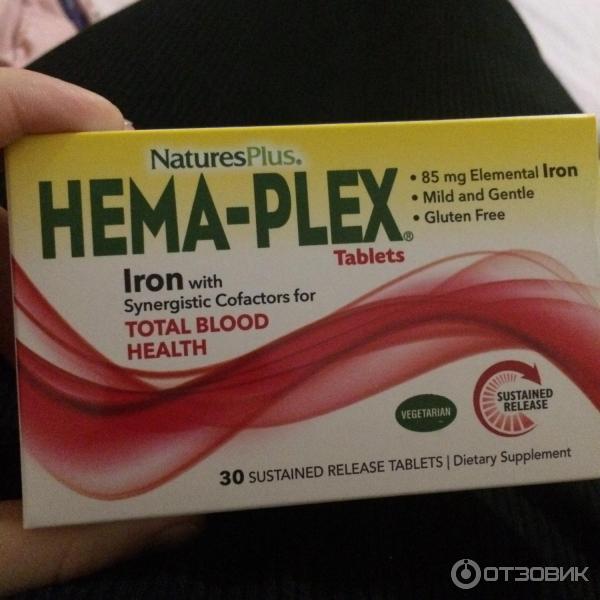 NaturesPlus®
HEMA-PLEX®
Tablets
• 85 mg Elemental Iron
• Mild and Gentle
• Gluten Free
Iron with
Synergistic Cofactors for
TOTAL BLOOD
HEALTH
VEGETARIAN
SUSTAINED
RELEASE
30 SUSTAINED RELEASE TABLETS | Dietary Supplement
ОТЗОВИК